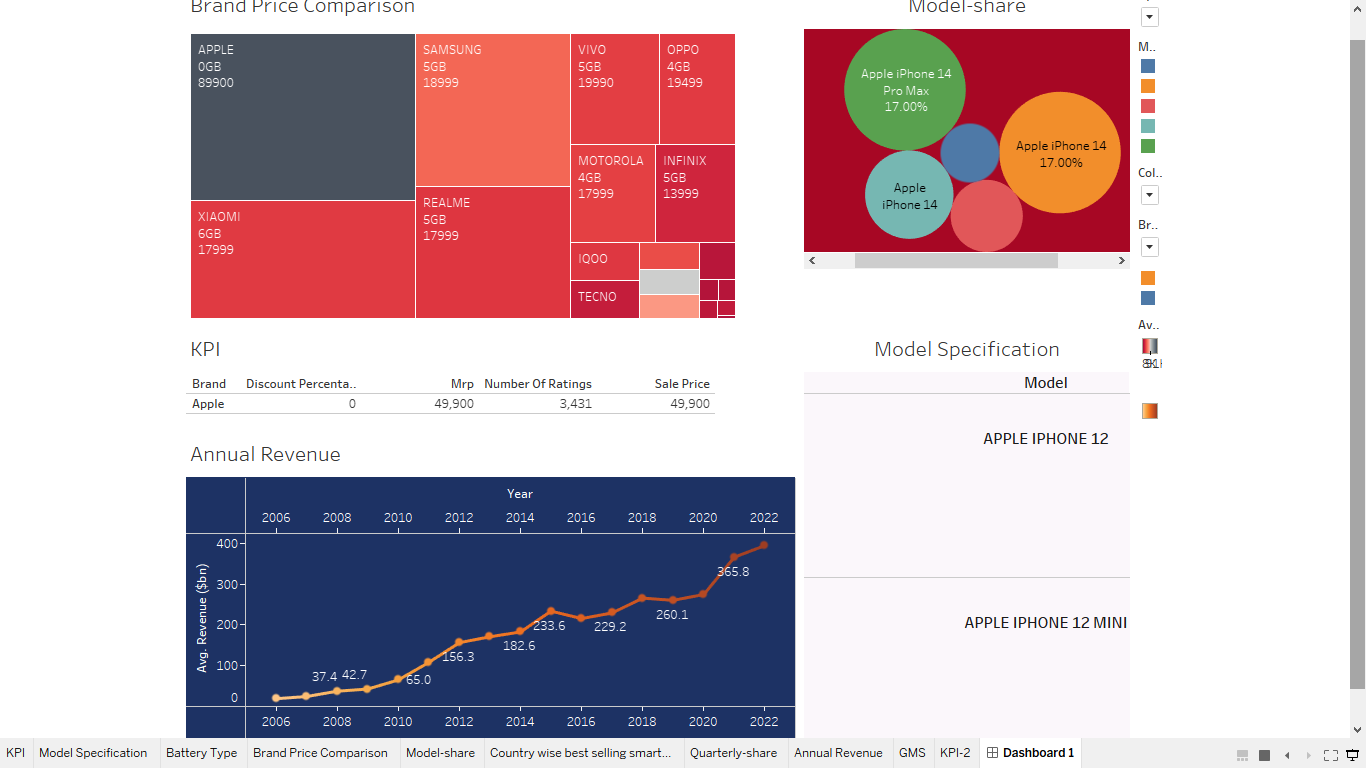 Brand Price Comparison
Model-share
APPLE
0GB
89900
SAMSUNG
5GB
18999
VIVO
5GB
19990
OPPO
4GB
19499
MOTOROLA
4GB
17999
INFINIX
5GB
13999
XIAOMI
6GB
17999
REALME
5GB
17999
IQOO
TECNO
Apple iPhone 14
Pro Max
17.00%
Apple iPhone 14
17.00%
Apple
iPhone 14
M..
Col..
Br..
Av..
KPI
Brand Discount Percenta.. Mrp Number Of Ratings Sale Price
Apple 0 49,900 3,431 49,900
Model Specification
Model
APPLE IPHONE 12
APPLE IPHONE 12 MINI
Annual Revenue
Year
2006 2008 2010 2012 2014 2016 2018 2020 2022
Avg. Revenue ($bn)
400
300
200
100
0
37.4 42.7
65.0
156.3
182.6
233.6
229.2
260.1
365.8
2006 2008 2010 2012 2014 2016 2018 2020 2022
KPI Model Specification Battery Type Brand Price Comparison Model-share Country wise best selling smart... Quarterly-share Annual Revenue GMS KPI-2 Dashboard 1